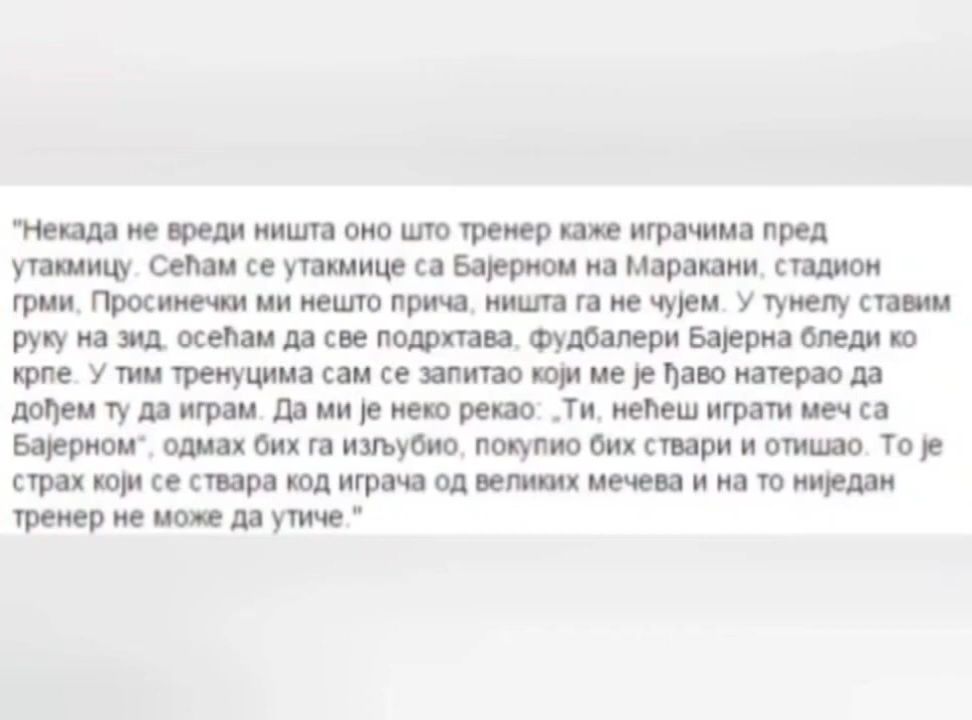 "Некада не вреди ништа оно што тренер каже играчима пред
утакмицу. Сећам се утакмице са Бајерном на Маракани, стадион
грми, Просинечки ми нешто прича, ништа га не чујем. У тунелу ставим
руку на зид, осећам да све подрхтава, фудбалери Бајерна бледи ко
крпе. У тим тренуцима сам се запитао који ме је ђаво натерао да
дођем ту да играм. Да ми је неко рекао: „Ти, нећеш играти меч са
Бајерном“, одмах бих га изљубио, покупио бих ствари и отишао. То је
страх који се ствара код играча од великих мечева и на то ниједан
тренер не може да утиче."